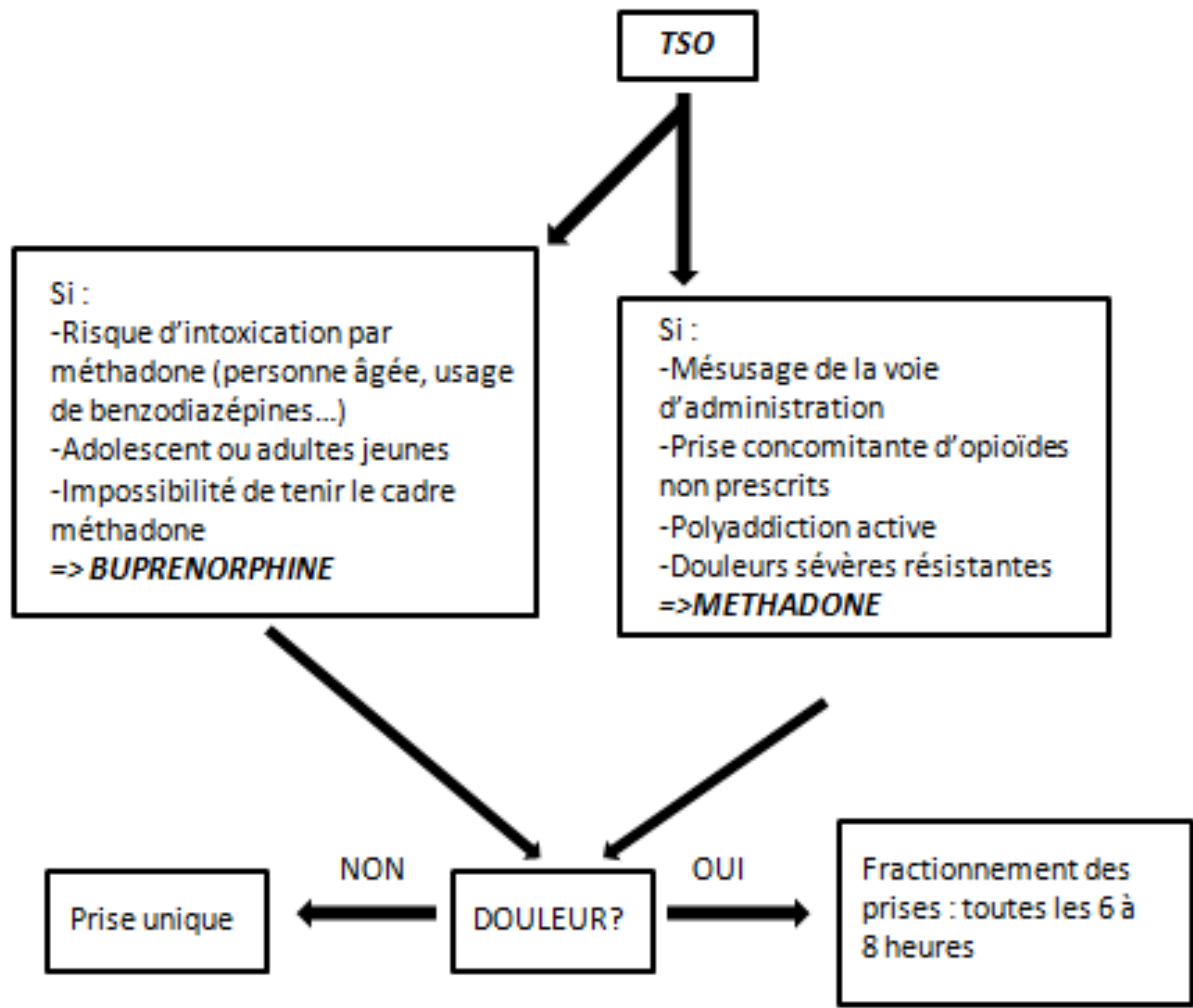 TSO
Si :
-Risque d'intoxication par
méthadone (personne âgée, usage
de benzodiazépines...)
-Adolescent ou adultes jeunes
-Impossibilité de tenir le cadre
méthadone
=> BUPRENORPHINE
Si :
-Mésusage de la voie
d'administration
-Prise concomitante d'opioïdes
non prescrits
-Polyaddiction active
-Douleurs sévères résistantes
=>METHADONE
Prise unique
NON
DOULEUR?
OUI
Fractionnement des
prises : toutes les 6 à
8 heures